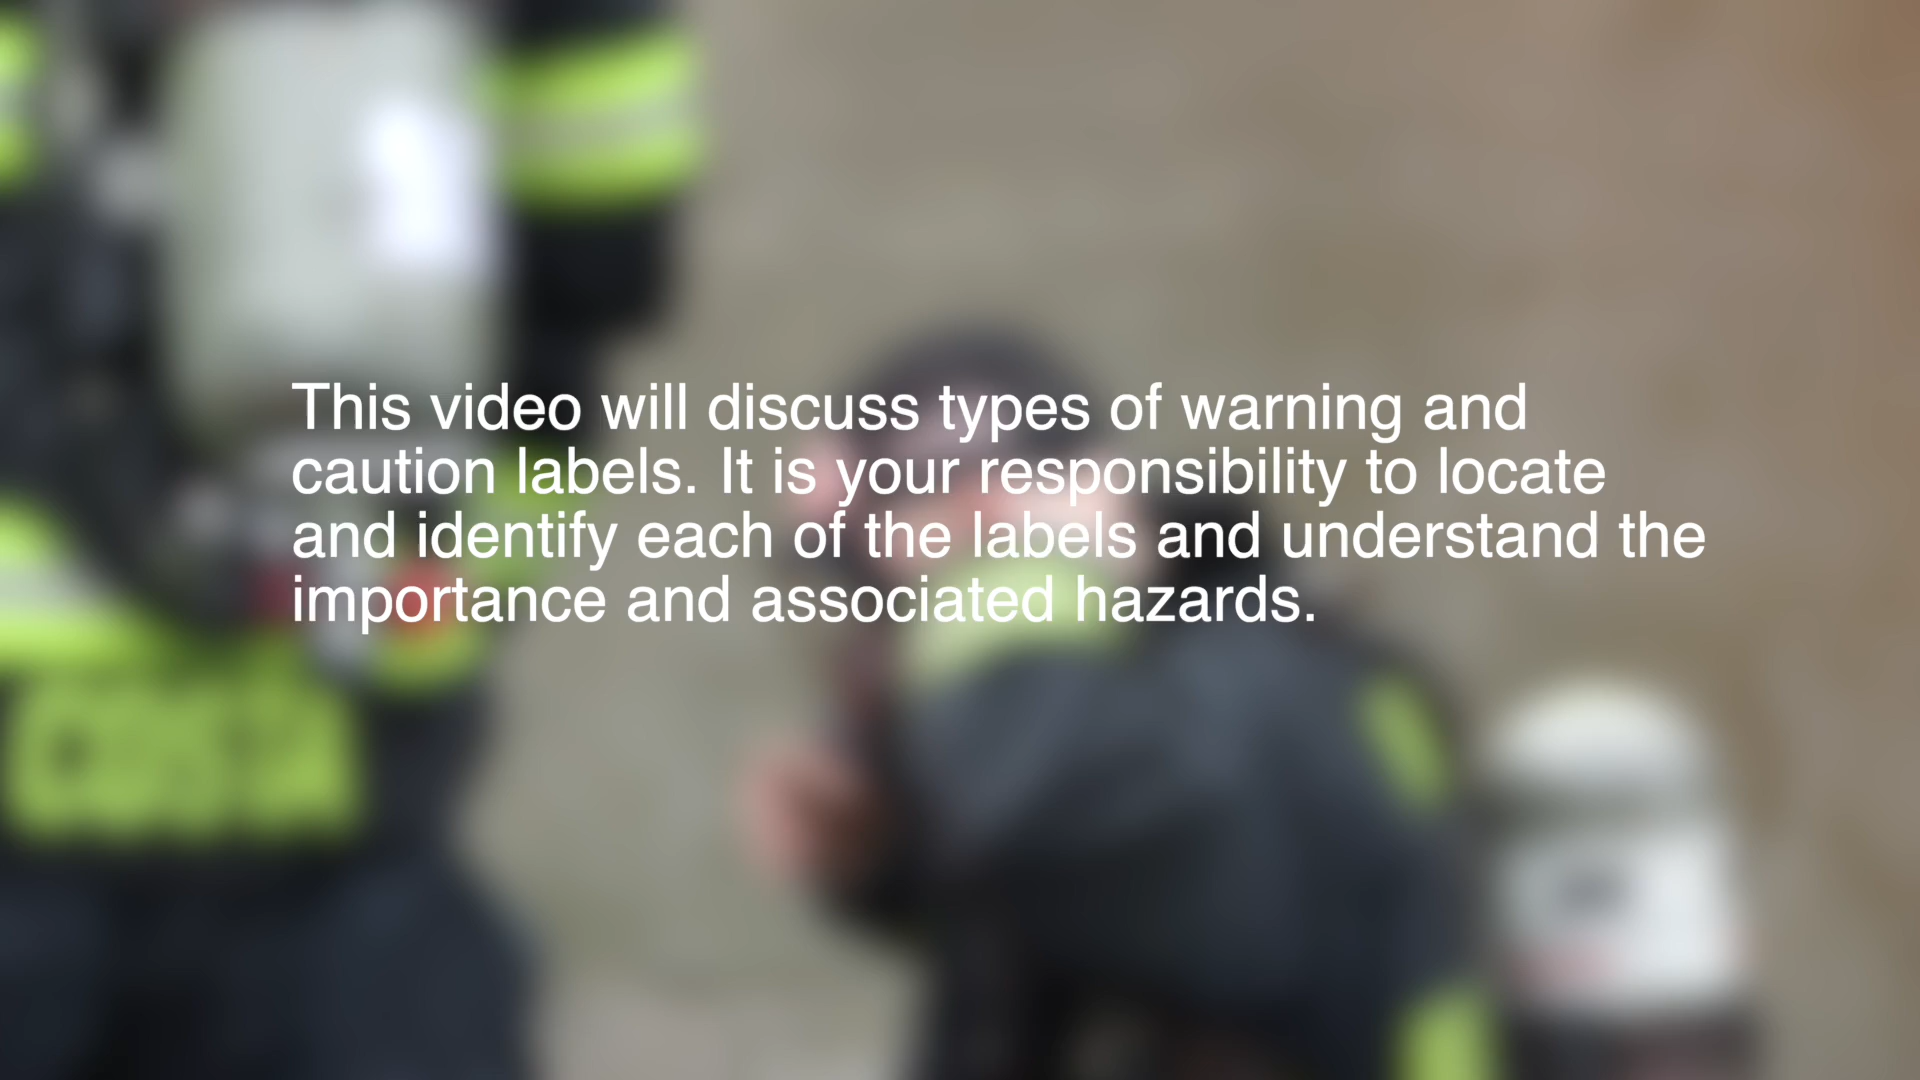 This video will discuss types of warning and
caution labels. It is your responsibility to locate
and identify each of the labels and understand the
importance and associated hazards.